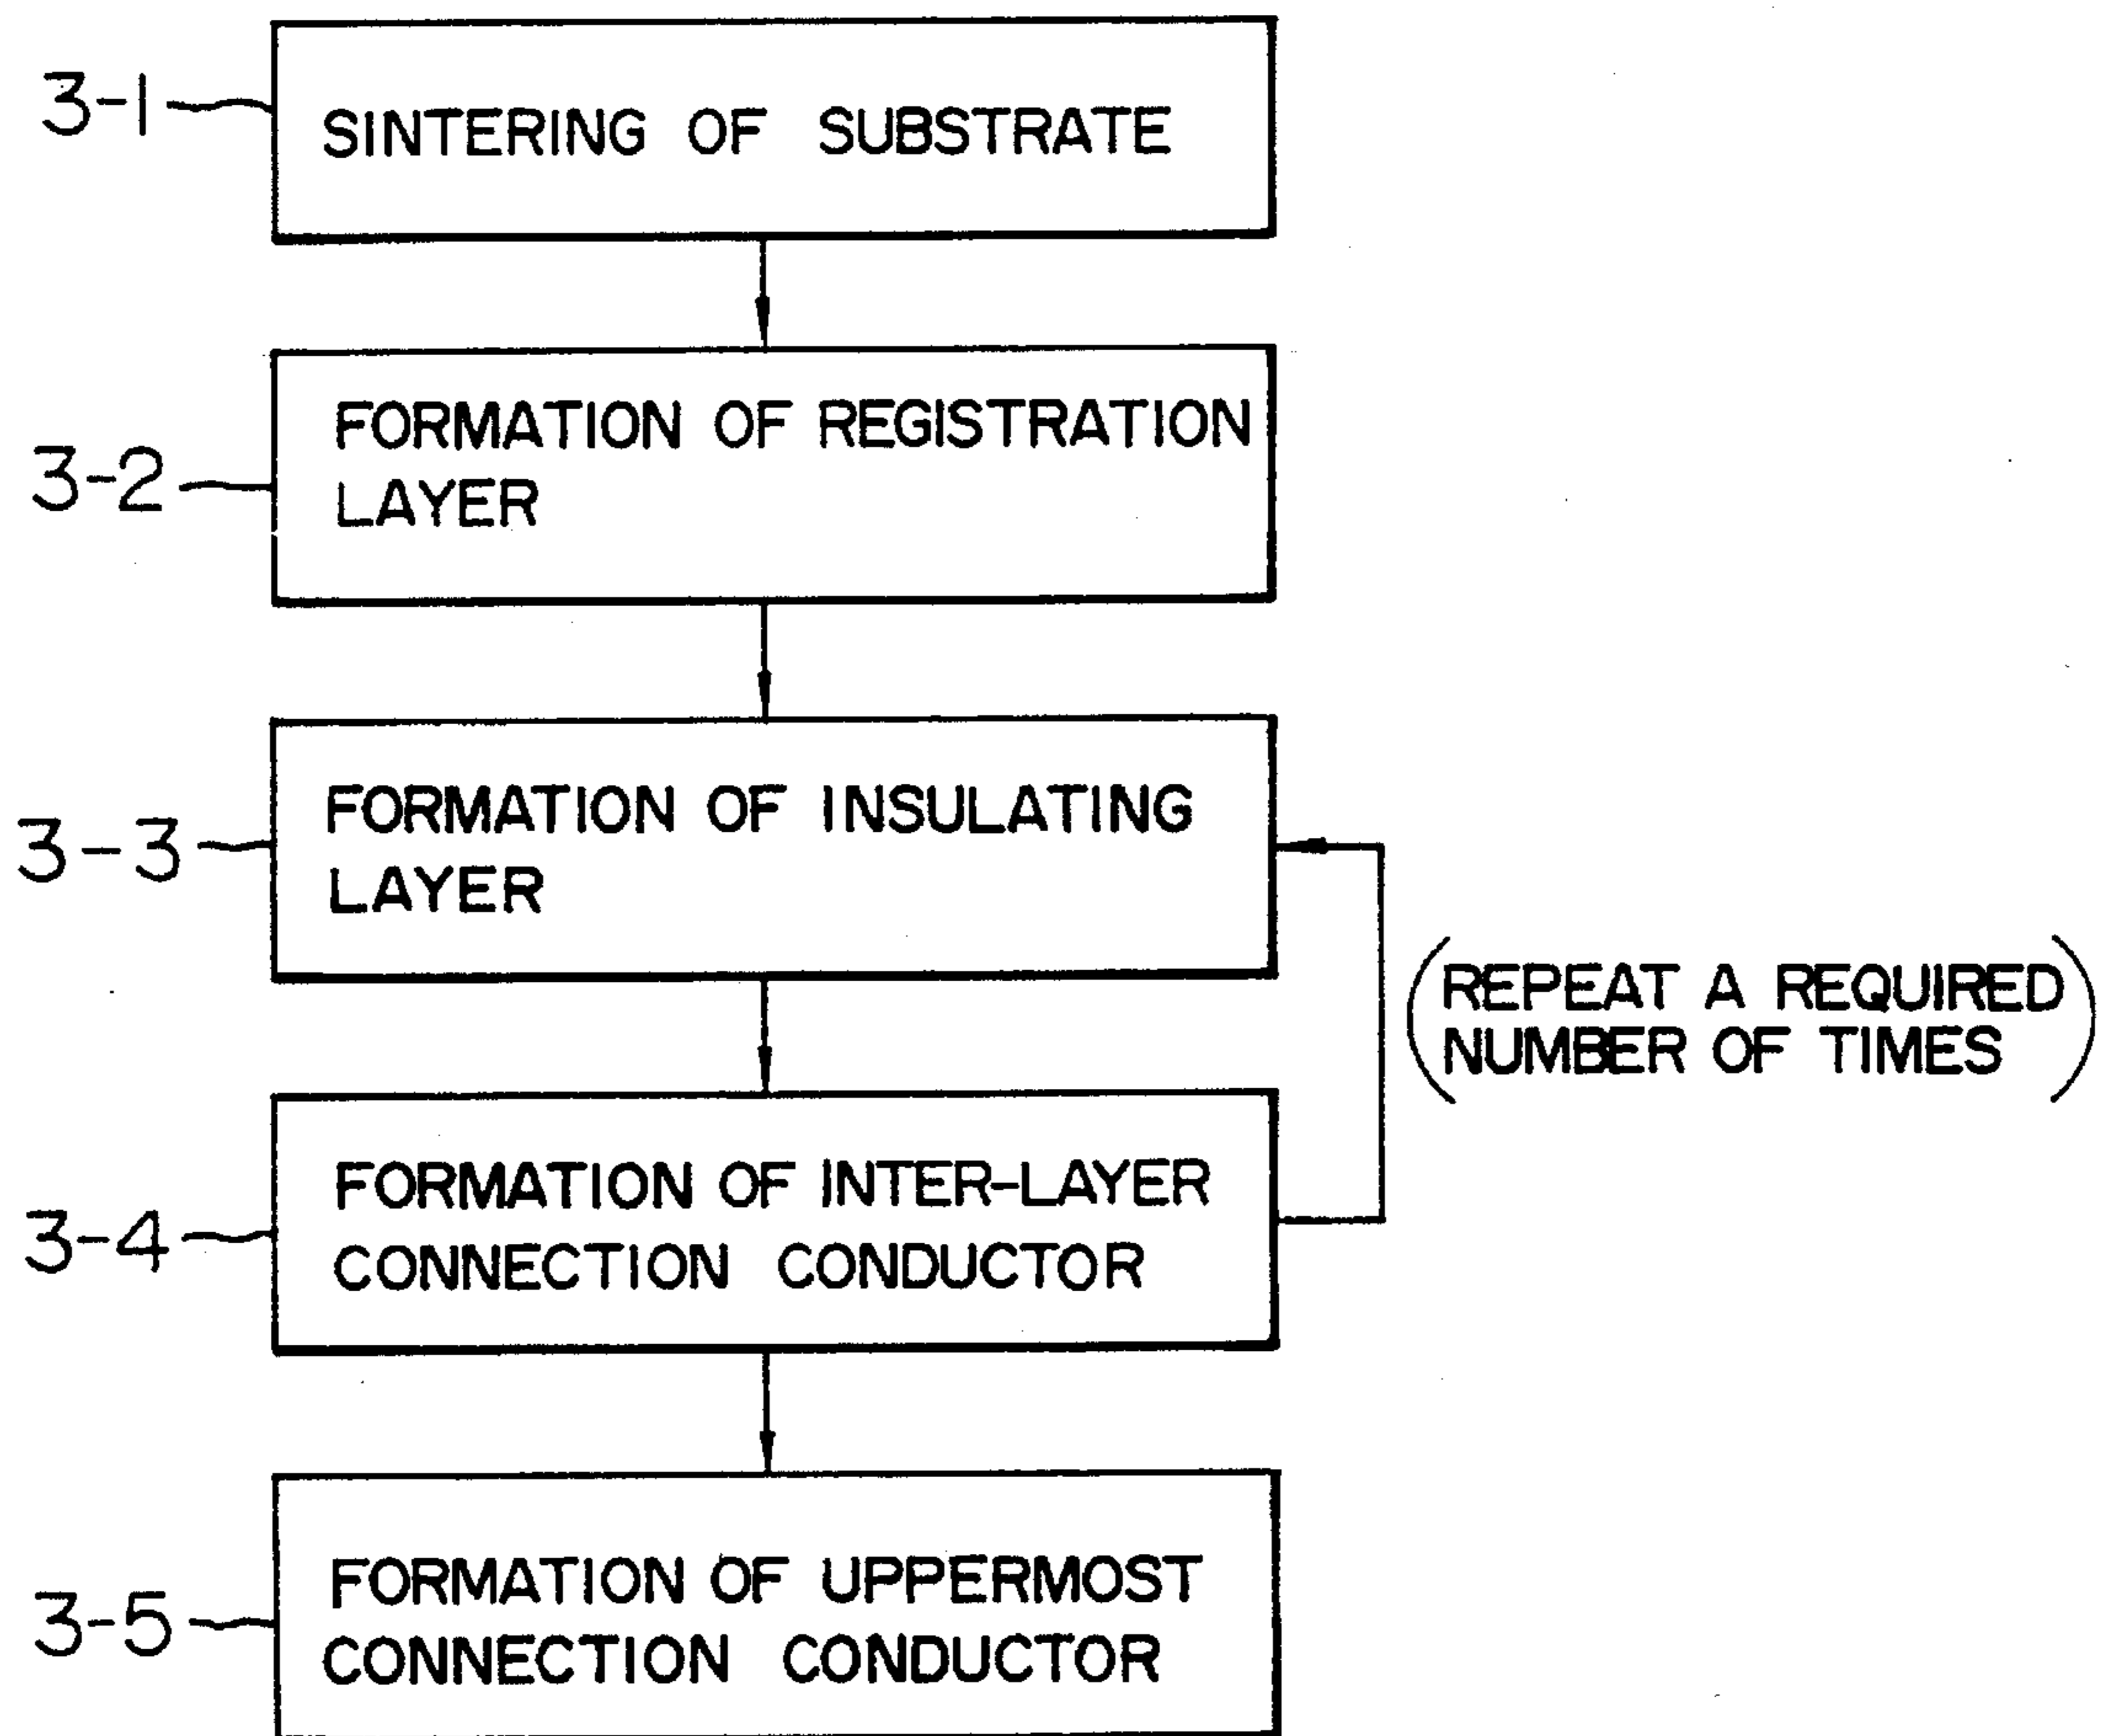 3-1
SINTERING OF SUBSTRATE
3-2
FORMATION OF REGISTRATION
LAYER
3-3
FORMATION OF INSULATING
LAYER
(REPEAT A REQUIRED
NUMBER OF TIMES)
3-4
FORMATION OF INTER-LAYER
CONNECTION CONDUCTOR
3-5
FORMATION OF UPPERMOST
CONNECTION CONDUCTOR